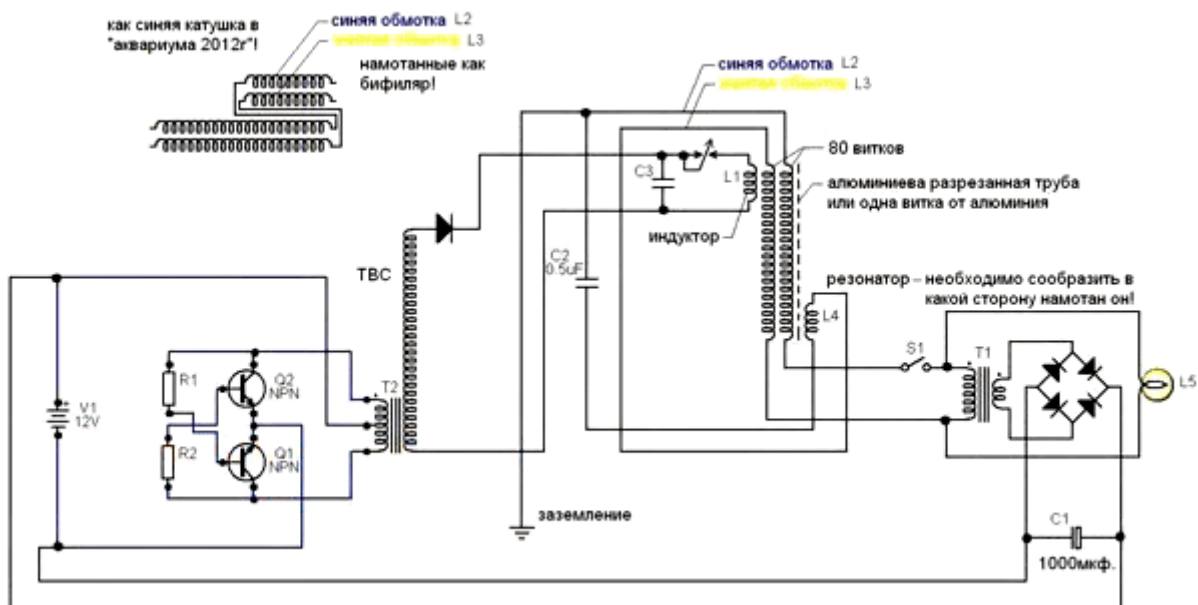 как синяя катушка в
"аквариума 2012г"!
синяя обмотка L2
L3
намотанные как
бифиляр!
синяя обмотка L2
L3
80 витков
алюминиева разрезанная труба
или одна витка от алюминия
C3
L1
индуктор
C2
0.5uF
ТВС
резонатор – необходимо сообразить в
какой сторону намотан он!
L4
S1
T1
L5
R1
Q2
NPN
T2
V1
12V
R2
Q1
NPN
заземление
C1
1000мкф.